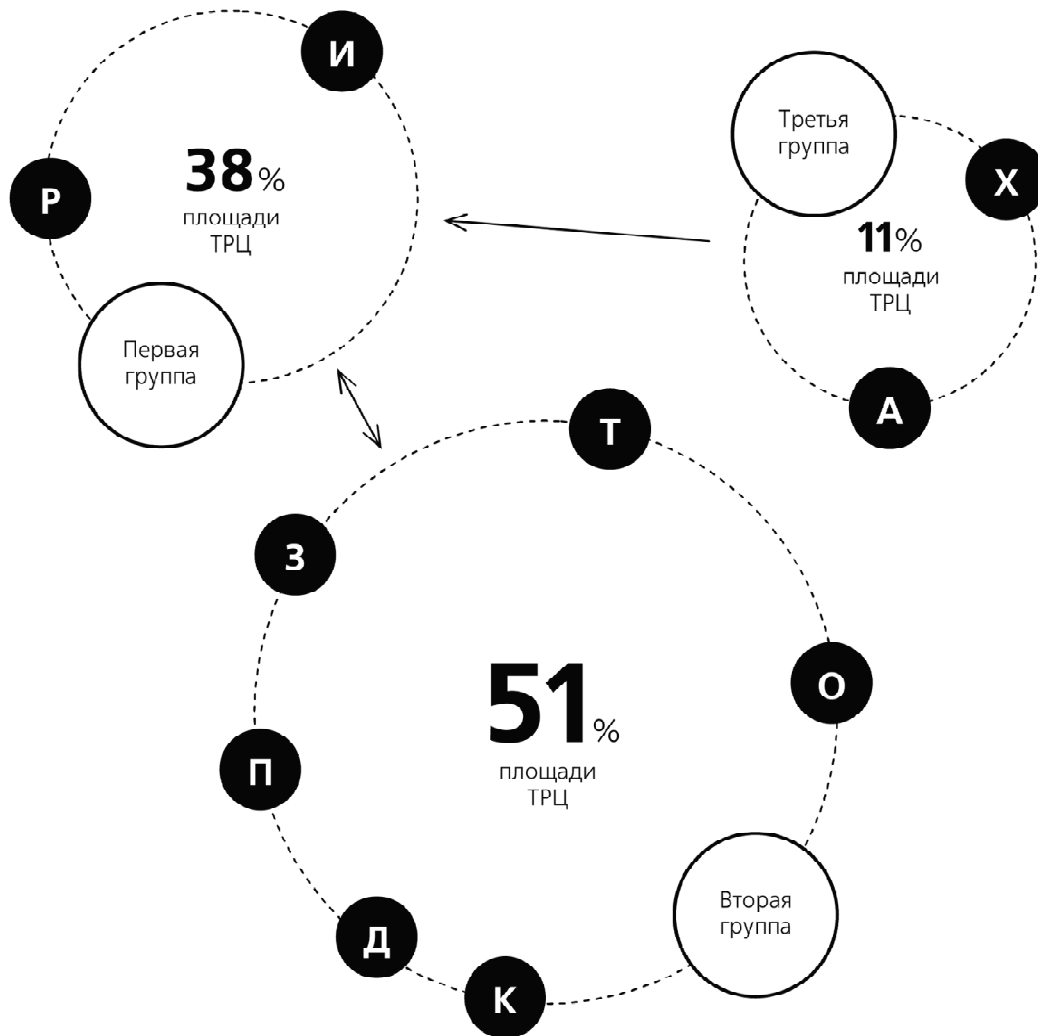 И
Р
38%
площади
ТРЦ
Первая
группа
Третья
группа
Х
11%
площади
ТРЦ
А
Т
З
О
51%
площади
ТРЦ
П
Вторая
группа
Д
К